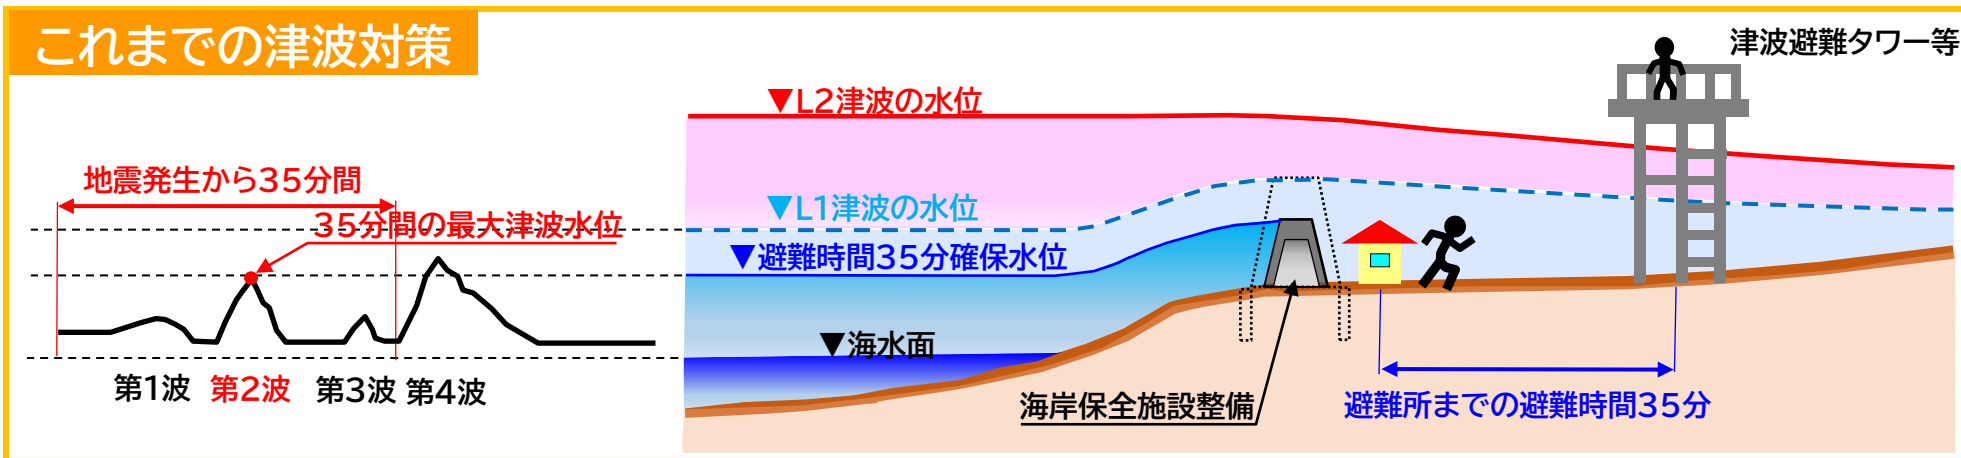 これまでの津波対策
津波避難タワー等
▼L2津波の水位
地震発生から35分間
▼L1津波の水位
35分間の最大津波水位
▼避難時間35分確保水位
▼海水面
第1波 第2波 第3波 第4波
海岸保全施設整備
避難所までの避難時間35分